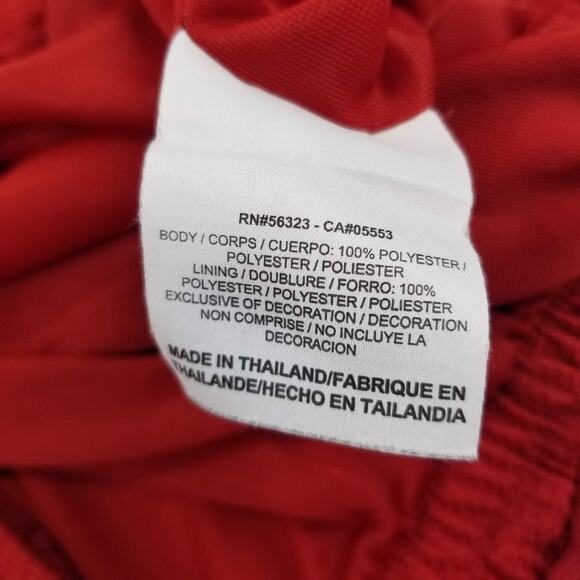 RN#56323 - CA#05553
BODY / CORPS / CUERPO: 100% POLYESTER /
POLYESTER / POLIESTER
LINING / DOUBLURE / FORRO: 100%
POLYESTER / POLYESTER / POLIESTER
EXCLUSIVE OF DECORATION / DECORATION
NON COMPRISE / NO INCLUYE LA
DECORACION
MADE IN THAILAND/FABRIQUE EN
THAILANDE/HECHO EN TAILANDIA